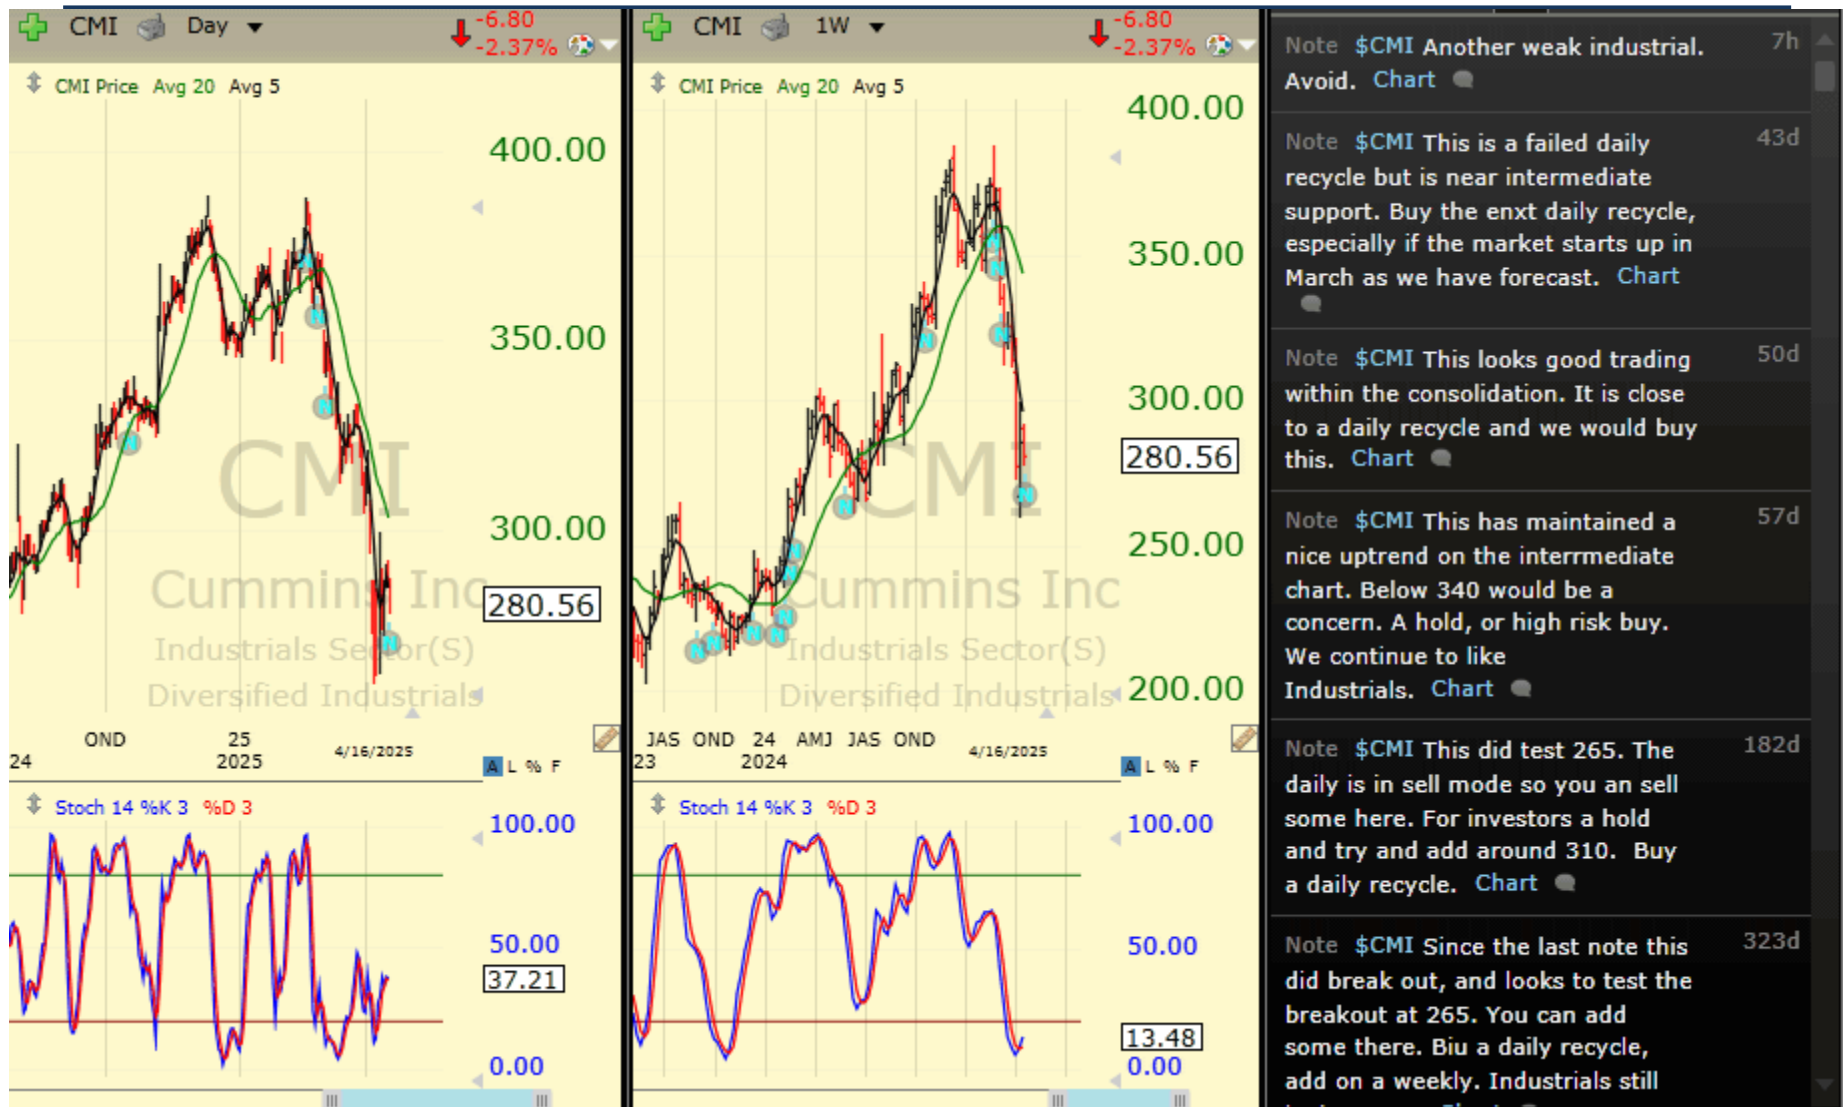 CMI Day
-6.80
-2.37%
CMI Price Avg 20 Avg 5
400.00
350.00
300.00
280.56
CMI
Cummins Inc
Industrials Sector(S)
Diversified Industrials
OND 25
24 2025 4/16/2025
A L % F
Stoch 14 %K 3 %D 3
100.00
50.00
37.21
0.00
CMI 1W
-6.80
-2.37%
CMI Price Avg 20 Avg 5
400.00
350.00
300.00
280.56
250.00
200.00
CMI
Cummins Inc
Industrials Sector(S)
Diversified Industrials
JAS OND 24 AMJ JAS OND
23 2024 4/16/2025
A L % F
Stoch 14 %K 3 %D 3
100.00
50.00
13.48
0.00
Note $CMI Another weak industrial. 7h
Avoid. Chart
Note $CMI This is a failed daily 43d
recycle but is near intermediate
support. Buy the enxt daily recycle,
especially if the market starts up in
March as we have forecast. Chart
Note $CMI This looks good trading 50d
within the consolidation. It is close
to a daily recycle and we would buy
this. Chart
Note $CMI This has maintained a 57d
nice uptrend on the interrmediate
chart. Below 340 would be a
concern. A hold, or high risk buy.
We continue to like
Industrials. Chart
Note $CMI This did test 265. The 182d
daily is in sell mode so you an sell
some here. For investors a hold
and try and add around 310. Buy
a daily recycle. Chart
Note $CMI Since the last note this 323d
did break out, and looks to test the
breakout at 265. You can add
some there. Biu a daily recycle,
add on a weekly. Industrials still